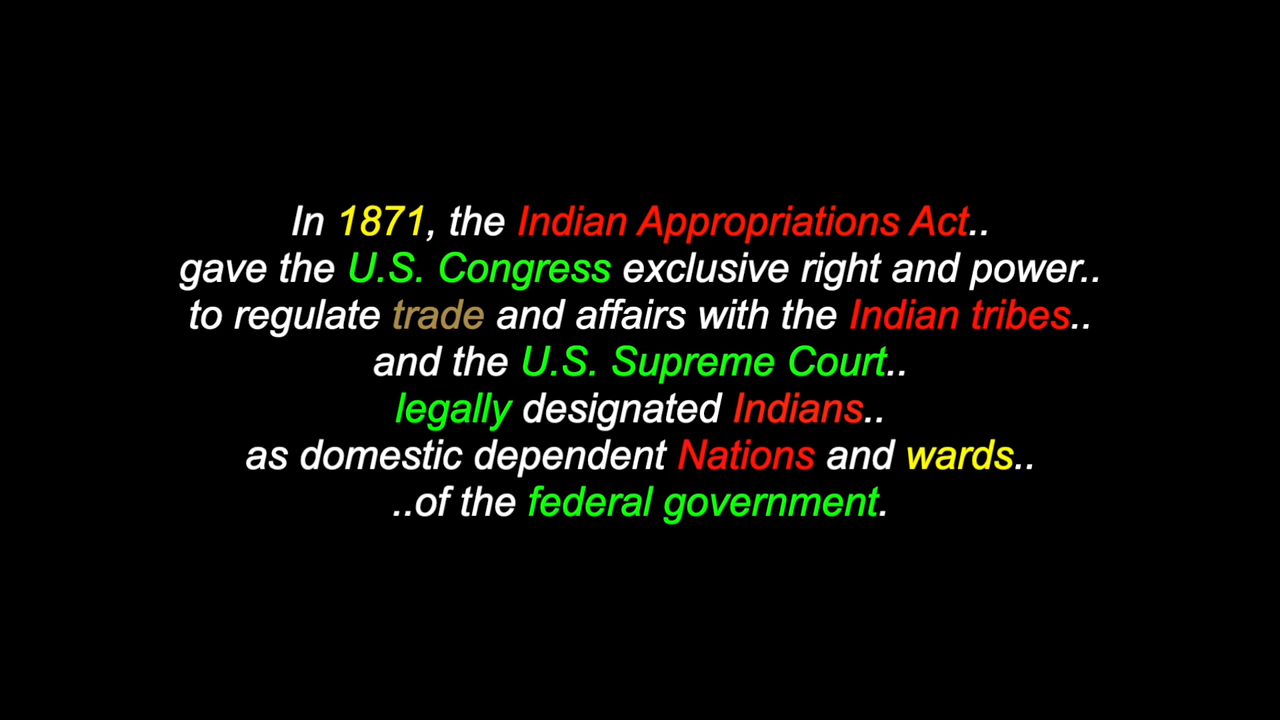 In 1871, the Indian Appropriations Act..
gave the U.S. Congress exclusive right and power..
to regulate trade and affairs with the Indian tribes..
and the U.S. Supreme Court..
legally designated Indians..
as domestic dependent Nations and wards..
..of the federal government.